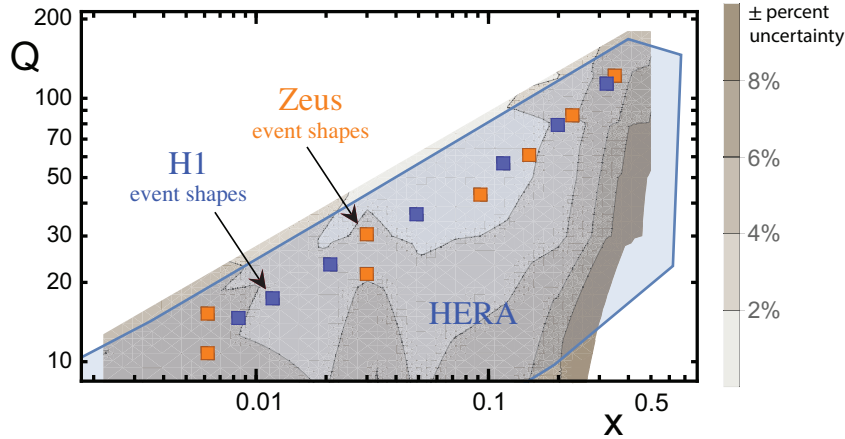 200
Q
100
70
50
30
20
10
0.01
0.1
0.5
x
Zeus
event shapes
H1
event shapes
HERA
± percent
uncertainty
8%
6%
4%
2%